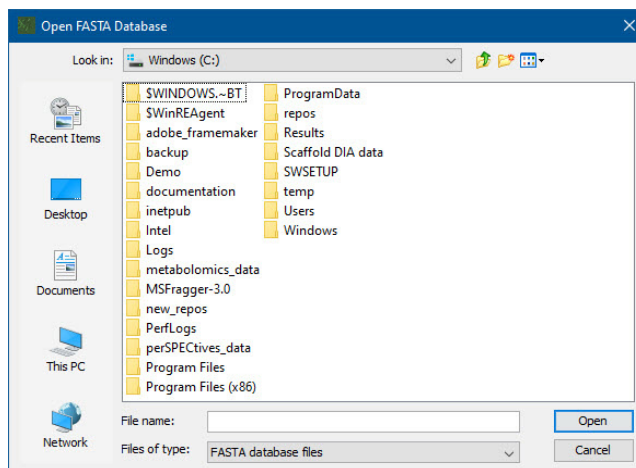 Open FASTA Database
Look in: Windows (C:)
Recent Items
Desktop
Documents
This PC
Network
$WINDOWS.~BT
$WinREAgent
adobe_framemaker
backup
Demo
documentation
inetpub
Intel
Logs
metabolomics_data
MSFragger-3.0
new_repos
PerfLogs
perSPECtives_data
Program Files
Program Files (x86)
ProgramData
repos
Results
Scaffold DIA data
SWSETUP
temp
Users
Windows
File name:
Open
Files of type: FASTA database files
Cancel